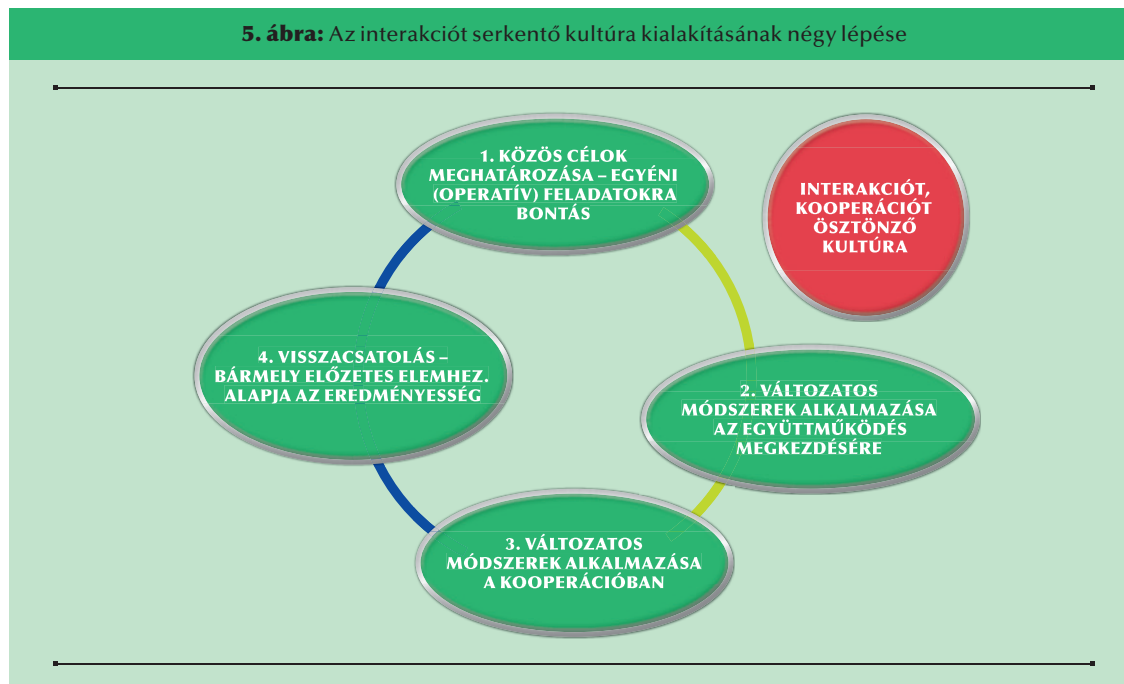 5. ábra: Az interakciót serkentő kultúra kialakításának négy lépése
1. KÖZÖS CÉLOK
MEGHATÁROZÁSA – EGYÉNI
(OPERATÍV) FELADATOKRA
BONTÁS
INTERAKCIÓT,
KOOPERÁCIÓT
ÖSZTÖNZŐ
KULTÚRA
2. VÁLTOZATOS
MÓDSZEREK ALKALMAZÁSA
AZ EGYÜTTMŰKÖDÉS
MEGKEZDÉSÉRE
3. VÁLTOZATOS
MÓDSZEREK ALKALMAZÁSA
A KOOPERÁCIÓBAN
4. VISSZACSATOLÁS –
BÁRMELY ELŐZETES ELEMHEZ.
ALAPJA AZ EREDMÉNYESSÉG